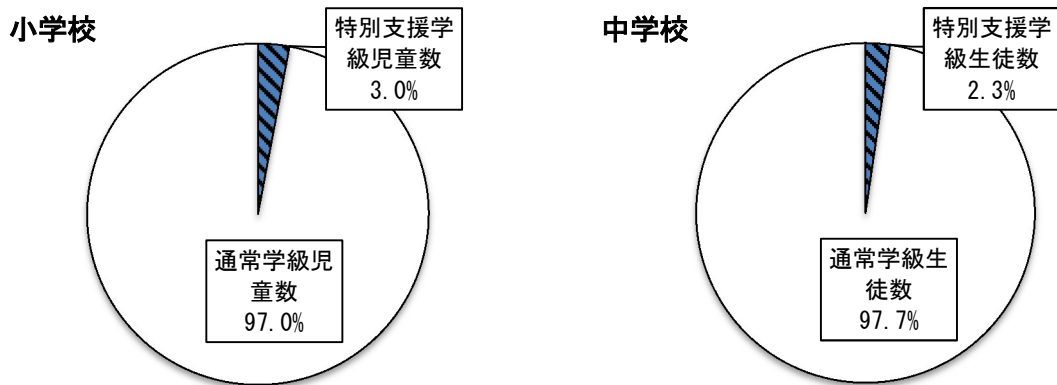 小学校
特別支援学
級児童数
3.0%
通常学級児
童数
97.0%
中学校
特別支援学
級生徒数
2.3%
通常学級生
徒数
97.7%